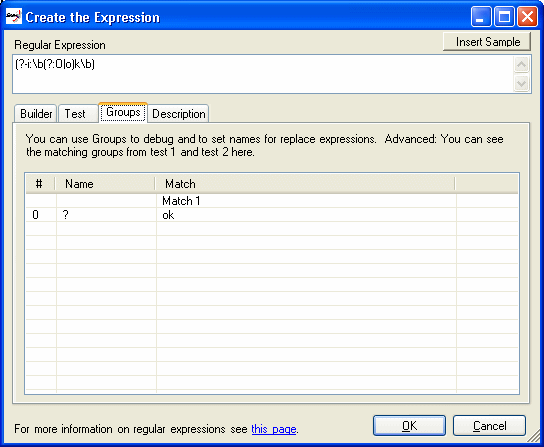 Create the Expression
Regular Expression
Insert Sample
(?-i:\b(?:O|o)k\b)
Builder Test Groups Description
You can use Groups to debug and to set names for replace expressions. Advanced: You can see
the matching groups from test 1 and test 2 here.
# Name Match
Match 1
0 ? ok
For more information on regular expressions see this page.
OK Cancel